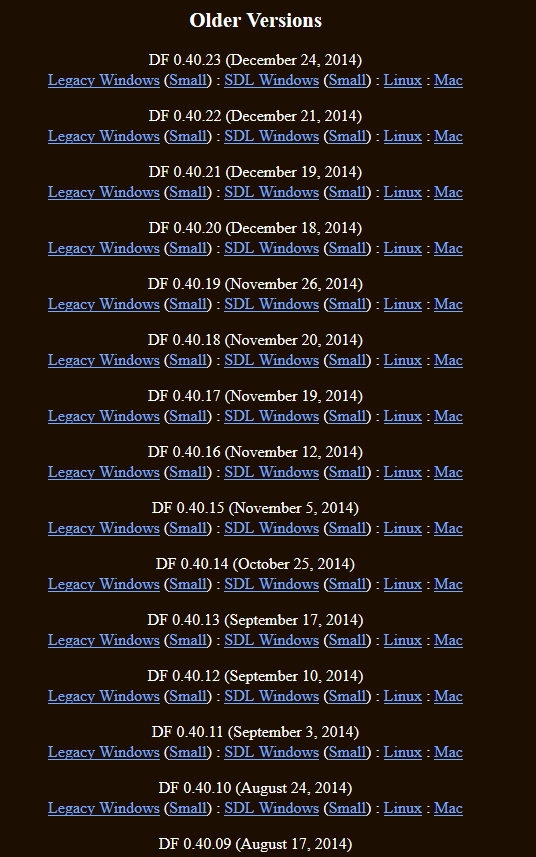 Older Versions
DF 0.40.23 (December 24, 2014)
Legacy Windows (Small) : SDL Windows (Small) : Linux : Mac
DF 0.40.22 (December 21, 2014)
Legacy Windows (Small) : SDL Windows (Small) : Linux : Mac
DF 0.40.21 (December 19, 2014)
Legacy Windows (Small) : SDL Windows (Small) : Linux : Mac
DF 0.40.20 (December 18, 2014)
Legacy Windows (Small) : SDL Windows (Small) : Linux : Mac
DF 0.40.19 (November 26, 2014)
Legacy Windows (Small) : SDL Windows (Small) : Linux : Mac
DF 0.40.18 (November 20, 2014)
Legacy Windows (Small) : SDL Windows (Small) : Linux : Mac
DF 0.40.17 (November 19, 2014)
Legacy Windows (Small) : SDL Windows (Small) : Linux : Mac
DF 0.40.16 (November 12, 2014)
Legacy Windows (Small) : SDL Windows (Small) : Linux : Mac
DF 0.40.15 (November 5, 2014)
Legacy Windows (Small) : SDL Windows (Small) : Linux : Mac
DF 0.40.14 (October 25, 2014)
Legacy Windows (Small) : SDL Windows (Small) : Linux : Mac
DF 0.40.13 (September 17, 2014)
Legacy Windows (Small) : SDL Windows (Small) : Linux : Mac
DF 0.40.12 (September 10, 2014)
Legacy Windows (Small) : SDL Windows (Small) : Linux : Mac
DF 0.40.11 (September 3, 2014)
Legacy Windows (Small) : SDL Windows (Small) : Linux : Mac
DF 0.40.10 (August 24, 2014)
Legacy Windows (Small) : SDL Windows (Small) : Linux : Mac
DF 0.40.09 (August 17, 2014)